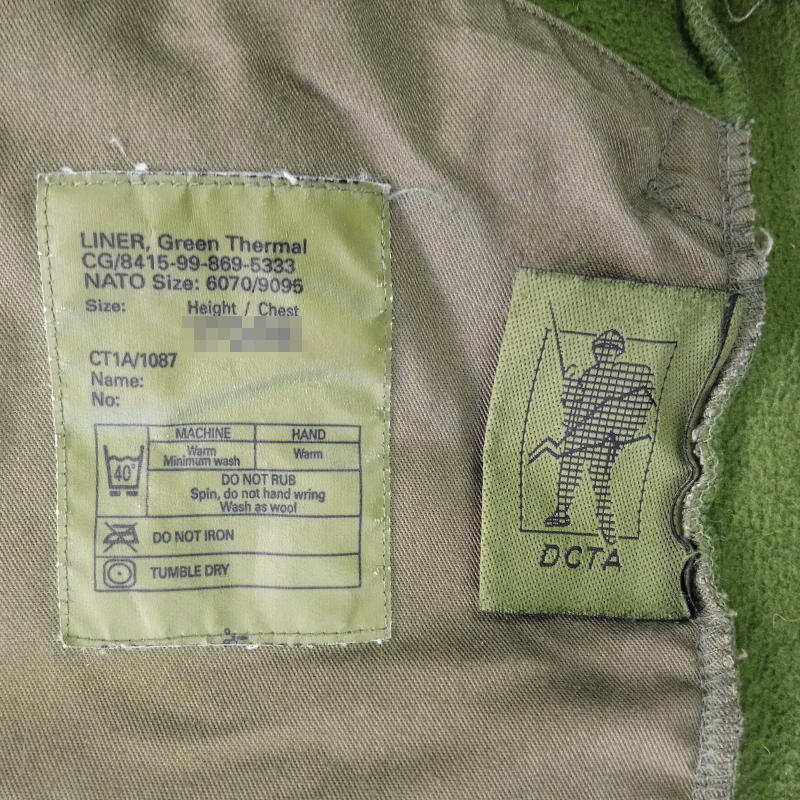 LINER, Green Thermal
CG/8415-99-869-5333
NATO Size: 6070/9095
Size: Height / Chest
CT1A/1087
Name:
No:
MACHINE HAND
40°
Warm
Minimum wash
Warm
DO NOT RUB
Spin, do not hand wring
Wash as wool
DO NOT IRON
TUMBLE DRY
DCTA